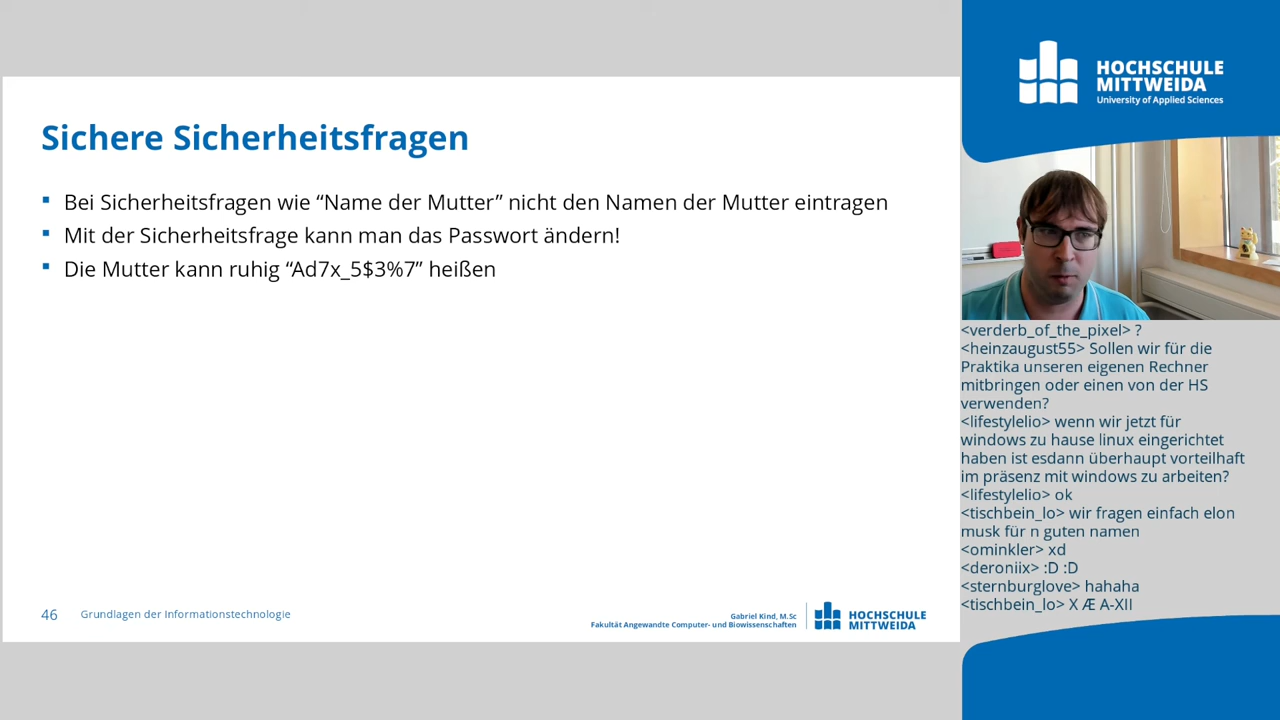 Sichere Sicherheitsfragen
Bei Sicherheitsfragen wie “Name der Mutter” nicht den Namen der Mutter eintragen
Mit der Sicherheitsfrage kann man das Passwort ändern!
Die Mutter kann ruhig “Ad7x_5$3%7” heißen
46
Grundlagen der Informationstechnologie
Gabriel Kind, M.Sc
Fakultät Angewandte Computer- und Biowissenschaften
HOCHSCHULE
MITTWEIDA
HOCHSCHULE
MITTWEIDA
University of Applied Sciences
<verderb_of_the_pixel> ?
<heinzaugust55> Sollen wir für die
Praktika unseren eigenen Rechner
mitbringen oder einen von der HS
verwenden?
<lifestylelio> wenn wir jetzt für
windows zu hause linux eingerichtet
haben ist esdann überhaupt vorteilhaft
im präsenz mit windows zu arbeiten?
<lifestylelio> ok
<tischbein_lo> wir fragen einfach elon
musk für n guten namen
<ominkler> xd
<deroniix> :D :D
<sternburglove> hahaha
<tischbein_lo> X Æ A-XII